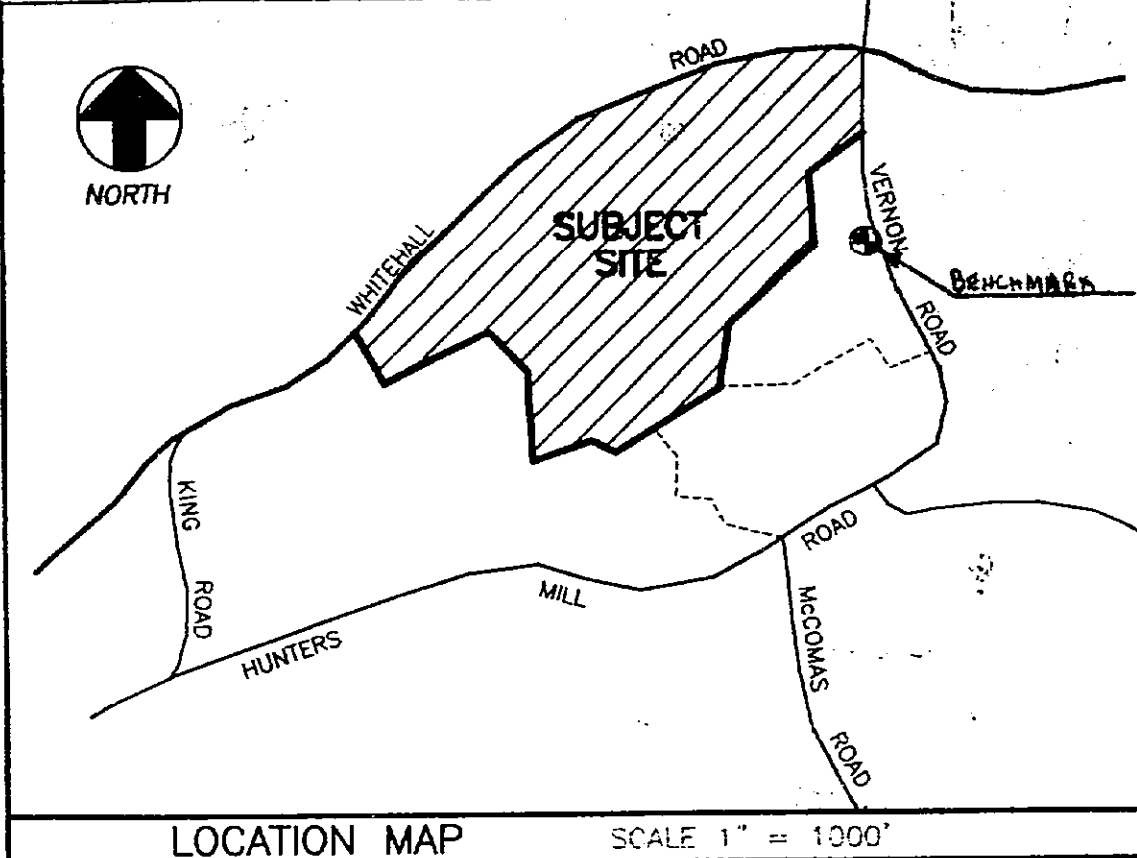 ROAD
NORTH
WHITEHALL
SUBJECT
SITE
VERNON
ROAD
BENCHMARK
KING
ROAD
HUNTERS
MILL
ROAD
McCOMAS
ROAD
LOCATION MAP
SCALE 1" = 1000'